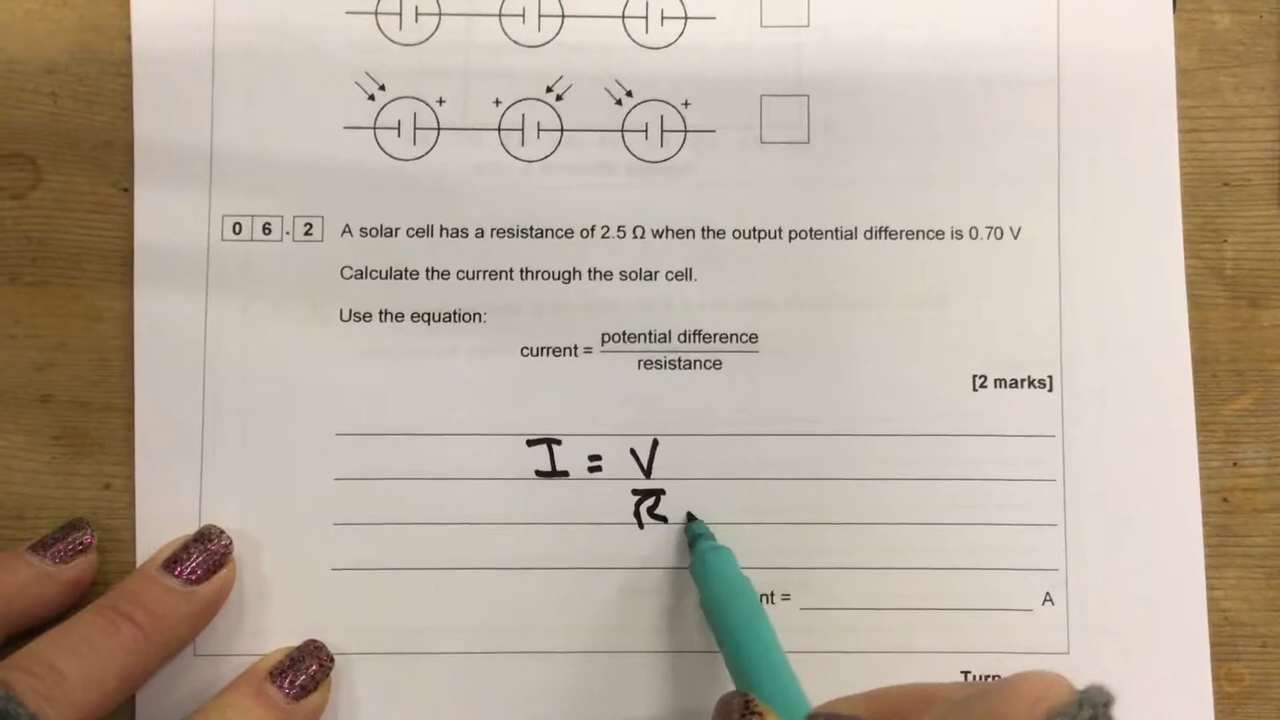 + + +
0 6 . 2 A solar cell has a resistance of 2.5 Ω when the output potential difference is 0.70 V
Calculate the current through the solar cell.
Use the equation:
current = potential difference
resistance
[2 marks]
I = V
R
nt = A